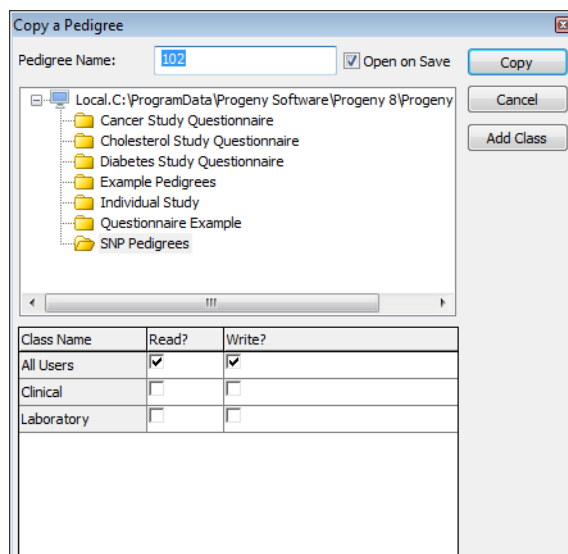 Copy a Pedigree
Pedigree Name: 102 Open on Save Copy
Local.C:\ProgramData\Progeny Software\Progeny 8\Progeny Cancel
Cancer Study Questionnaire
Cholesterol Study Questionnaire Add Class
Diabetes Study Questionnaire
Example Pedigrees
Individual Study
Questionnaire Example
SNP Pedigrees
Class Name Read? Write?
All Users
Clinical
Laboratory